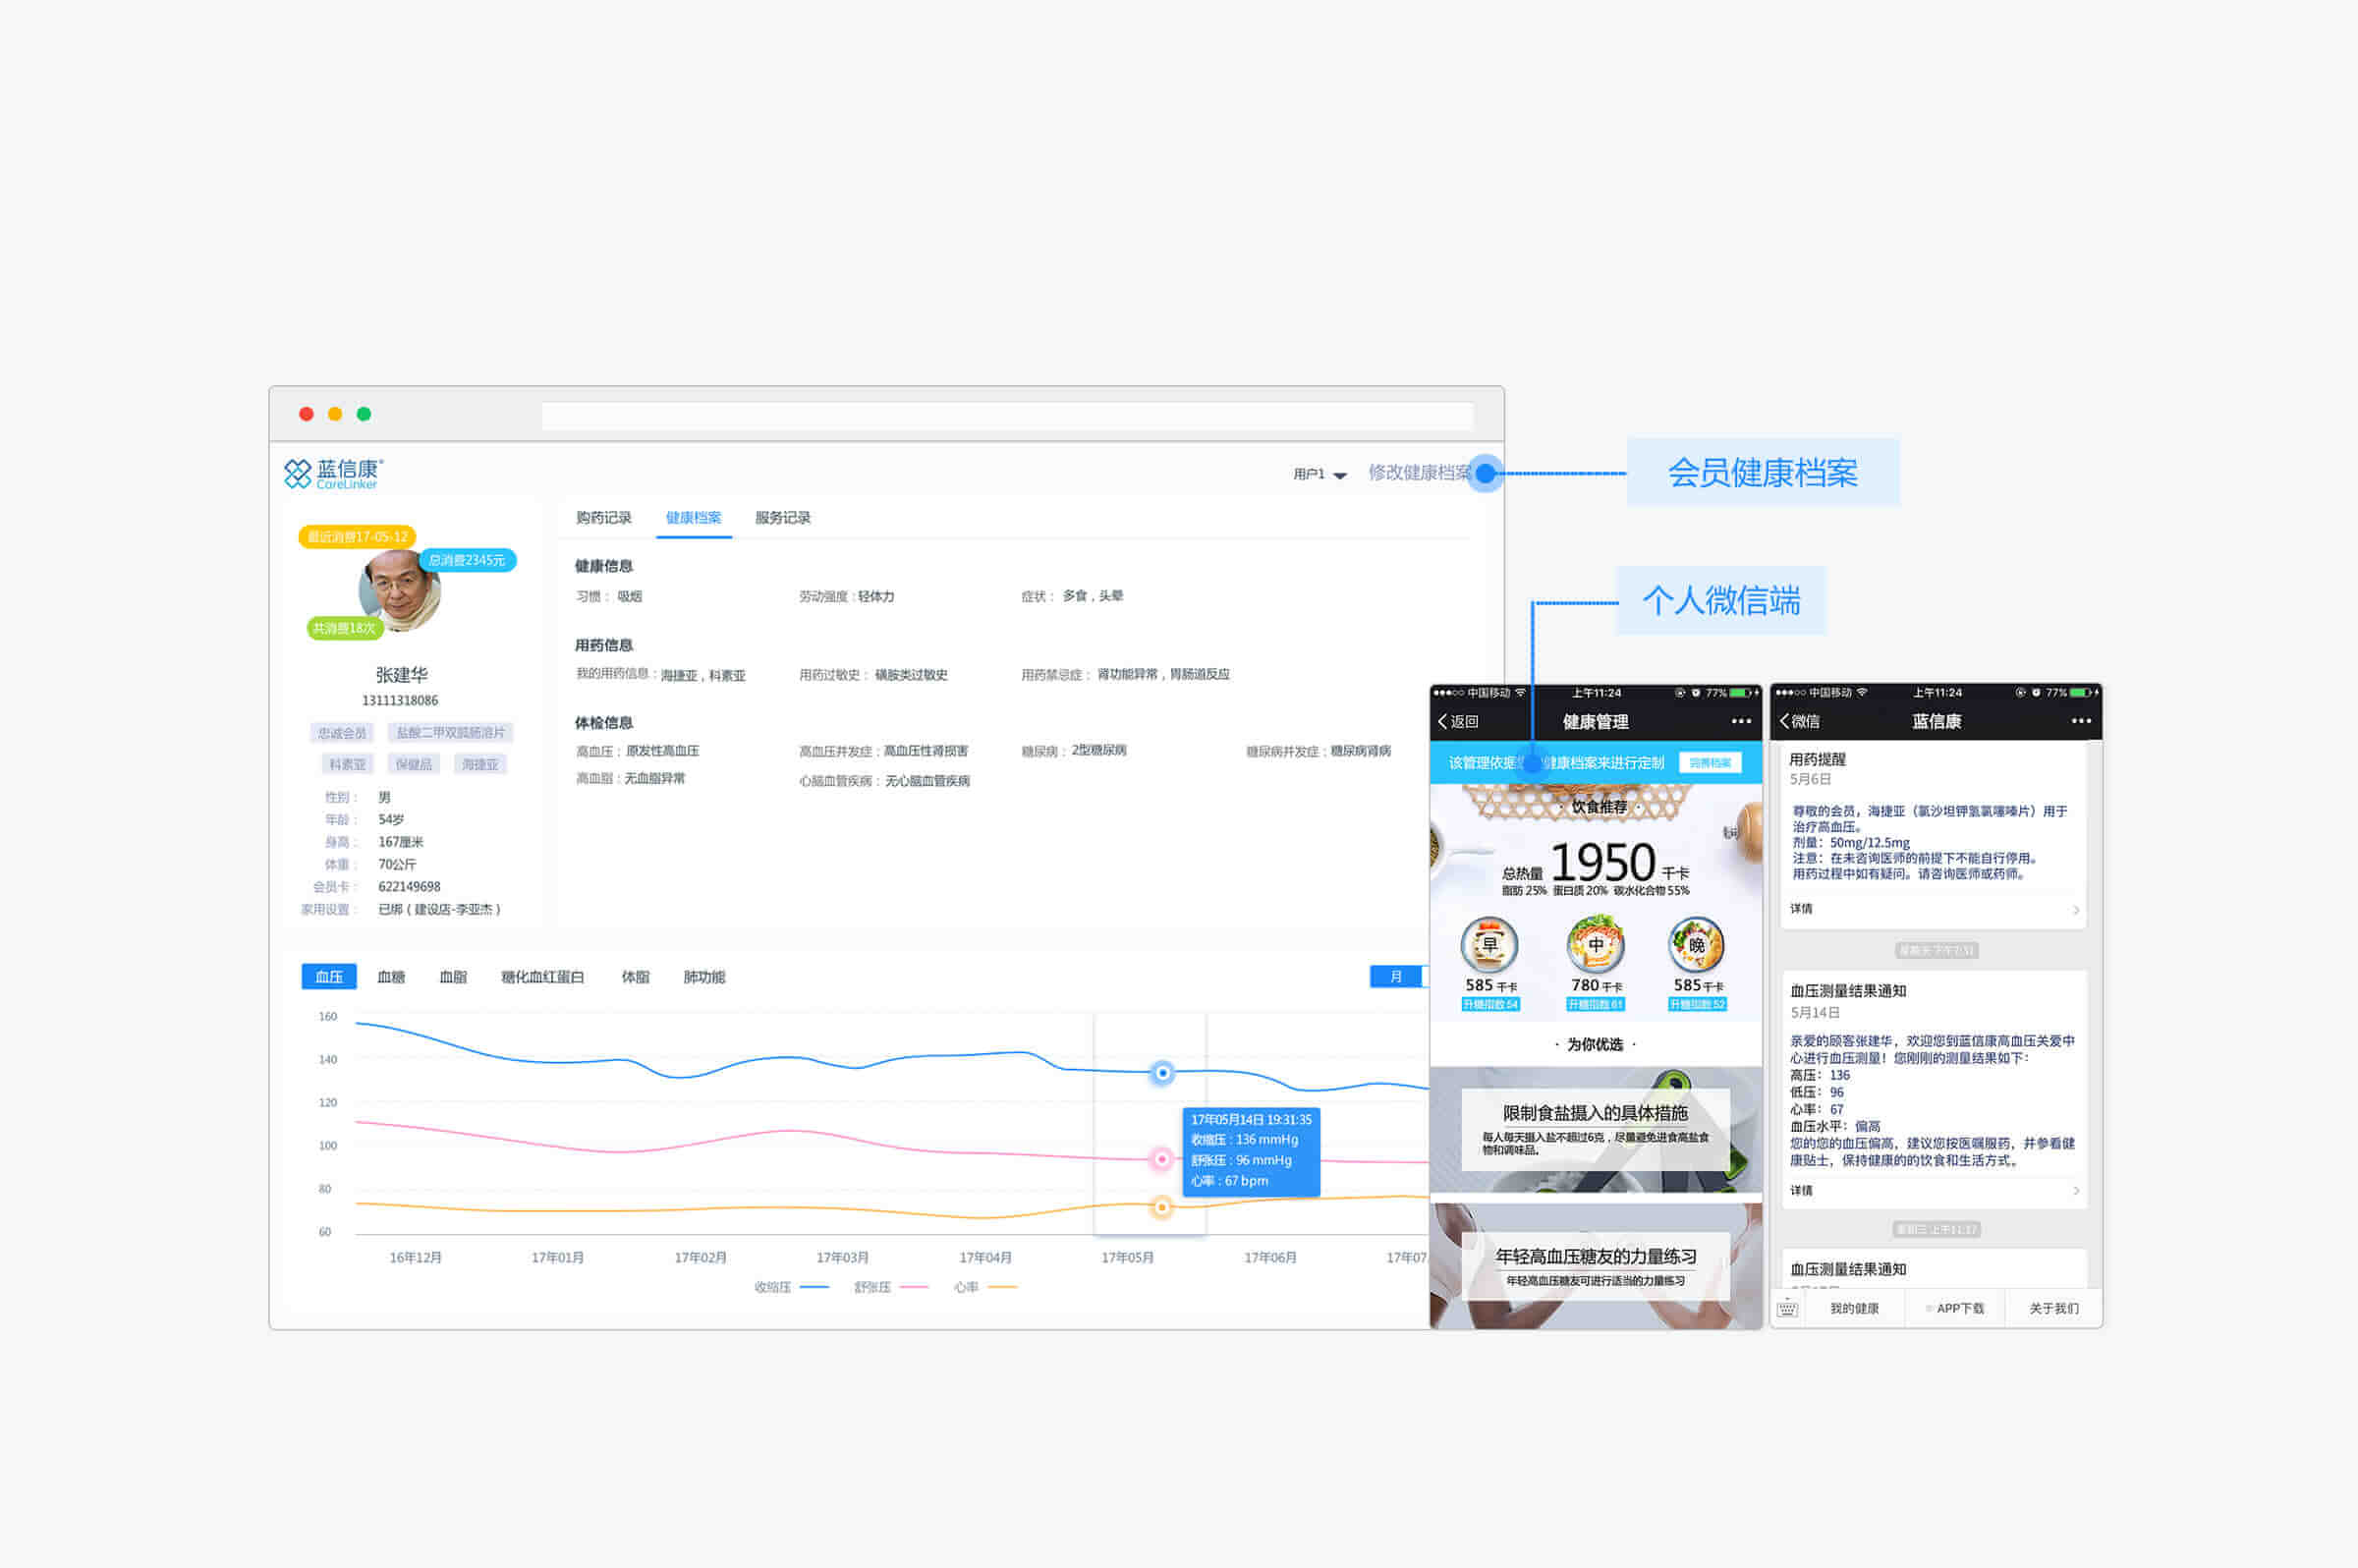 蓝信康®
CareLinker
用户1
修改健康档案
会员健康档案
个人微信端
最近消费17-05-12
总消费2345元
共消费18次
张建华
13111318086
忠诚会员
盐酸二甲双胍肠溶片
科素亚
保健品
海捷亚
性别： 男
年龄： 54岁
身高： 167厘米
体重： 70公斤
会员卡： 622149698
家用设置： 已绑（建设店-李亚杰）
购药记录 健康档案 服务记录
健康信息
习惯： 吸烟 劳动强度：轻体力 症状： 多食，头晕
用药信息
我的用药信息：海捷亚，科素亚 用药过敏史： 磺胺类过敏史 用药禁忌症： 肾功能异常，胃肠道反应
体检信息
高血压：原发性高血压 高血压并发症：高血压性肾损害 糖尿病：2型糖尿病 糖尿病并发症：糖尿病肾病
高血脂：无血脂异常 心脑血管疾病：无心脑血管疾病
血压 血糖 血脂 糖化血红蛋白 体脂 肺功能
月
160
140
120
100
80
60
17年05月14日 19:31:35
收缩压：136 mmHg
舒张压：96 mmHg
心率：67 bpm
16年12月 17年01月 17年02月 17年03月 17年04月 17年05月 17年06月 17年07
收缩压 舒张压 心率
中国移动 上午11:24 77%
返回 健康管理
该管理依据 健康档案来进行定制 完善档案
· 饮食推荐 ·
总热量 1950 千卡
脂肪 25% 蛋白质 20% 碳水化合物 55%
早 中 晚
585 千卡 780 千卡 585 千卡
升糖指数 54 升糖指数 61 升糖指数 52
· 为你优选 ·
限制食盐摄入的具体措施
每人每天摄入盐不超过6克，尽量避免进食高盐食
物和调味品。
年轻高血压糖友的力量练习
年轻高血压糖友可进行适当的力量练习
中国移动 上午11:24 77%
微信 蓝信康
用药提醒
5月6日
尊敬的会员，海捷亚（氯沙坦钾氢氯噻嗪片）用于
治疗高血压。
剂量：50mg/12.5mg
注意：在未咨询医师的前提下不能自行停用。
用药过程中如有疑问。请咨询医师或药师。
详情
星期天 下午7:31
血压测量结果通知
5月14日
亲爱的顾客张建华，欢迎您到蓝信康高血压关爱中
心进行血压测量！您刚刚的测量结果如下：
高压：136
低压：96
心率：67
血压水平：偏高
您的您的血压偏高，建议您按医嘱服药，并参看健
康贴士，保持健康的的饮食和生活方式。
详情
星期三 上午11:17
血压测量结果通知
我的健康 APP下载 关于我们